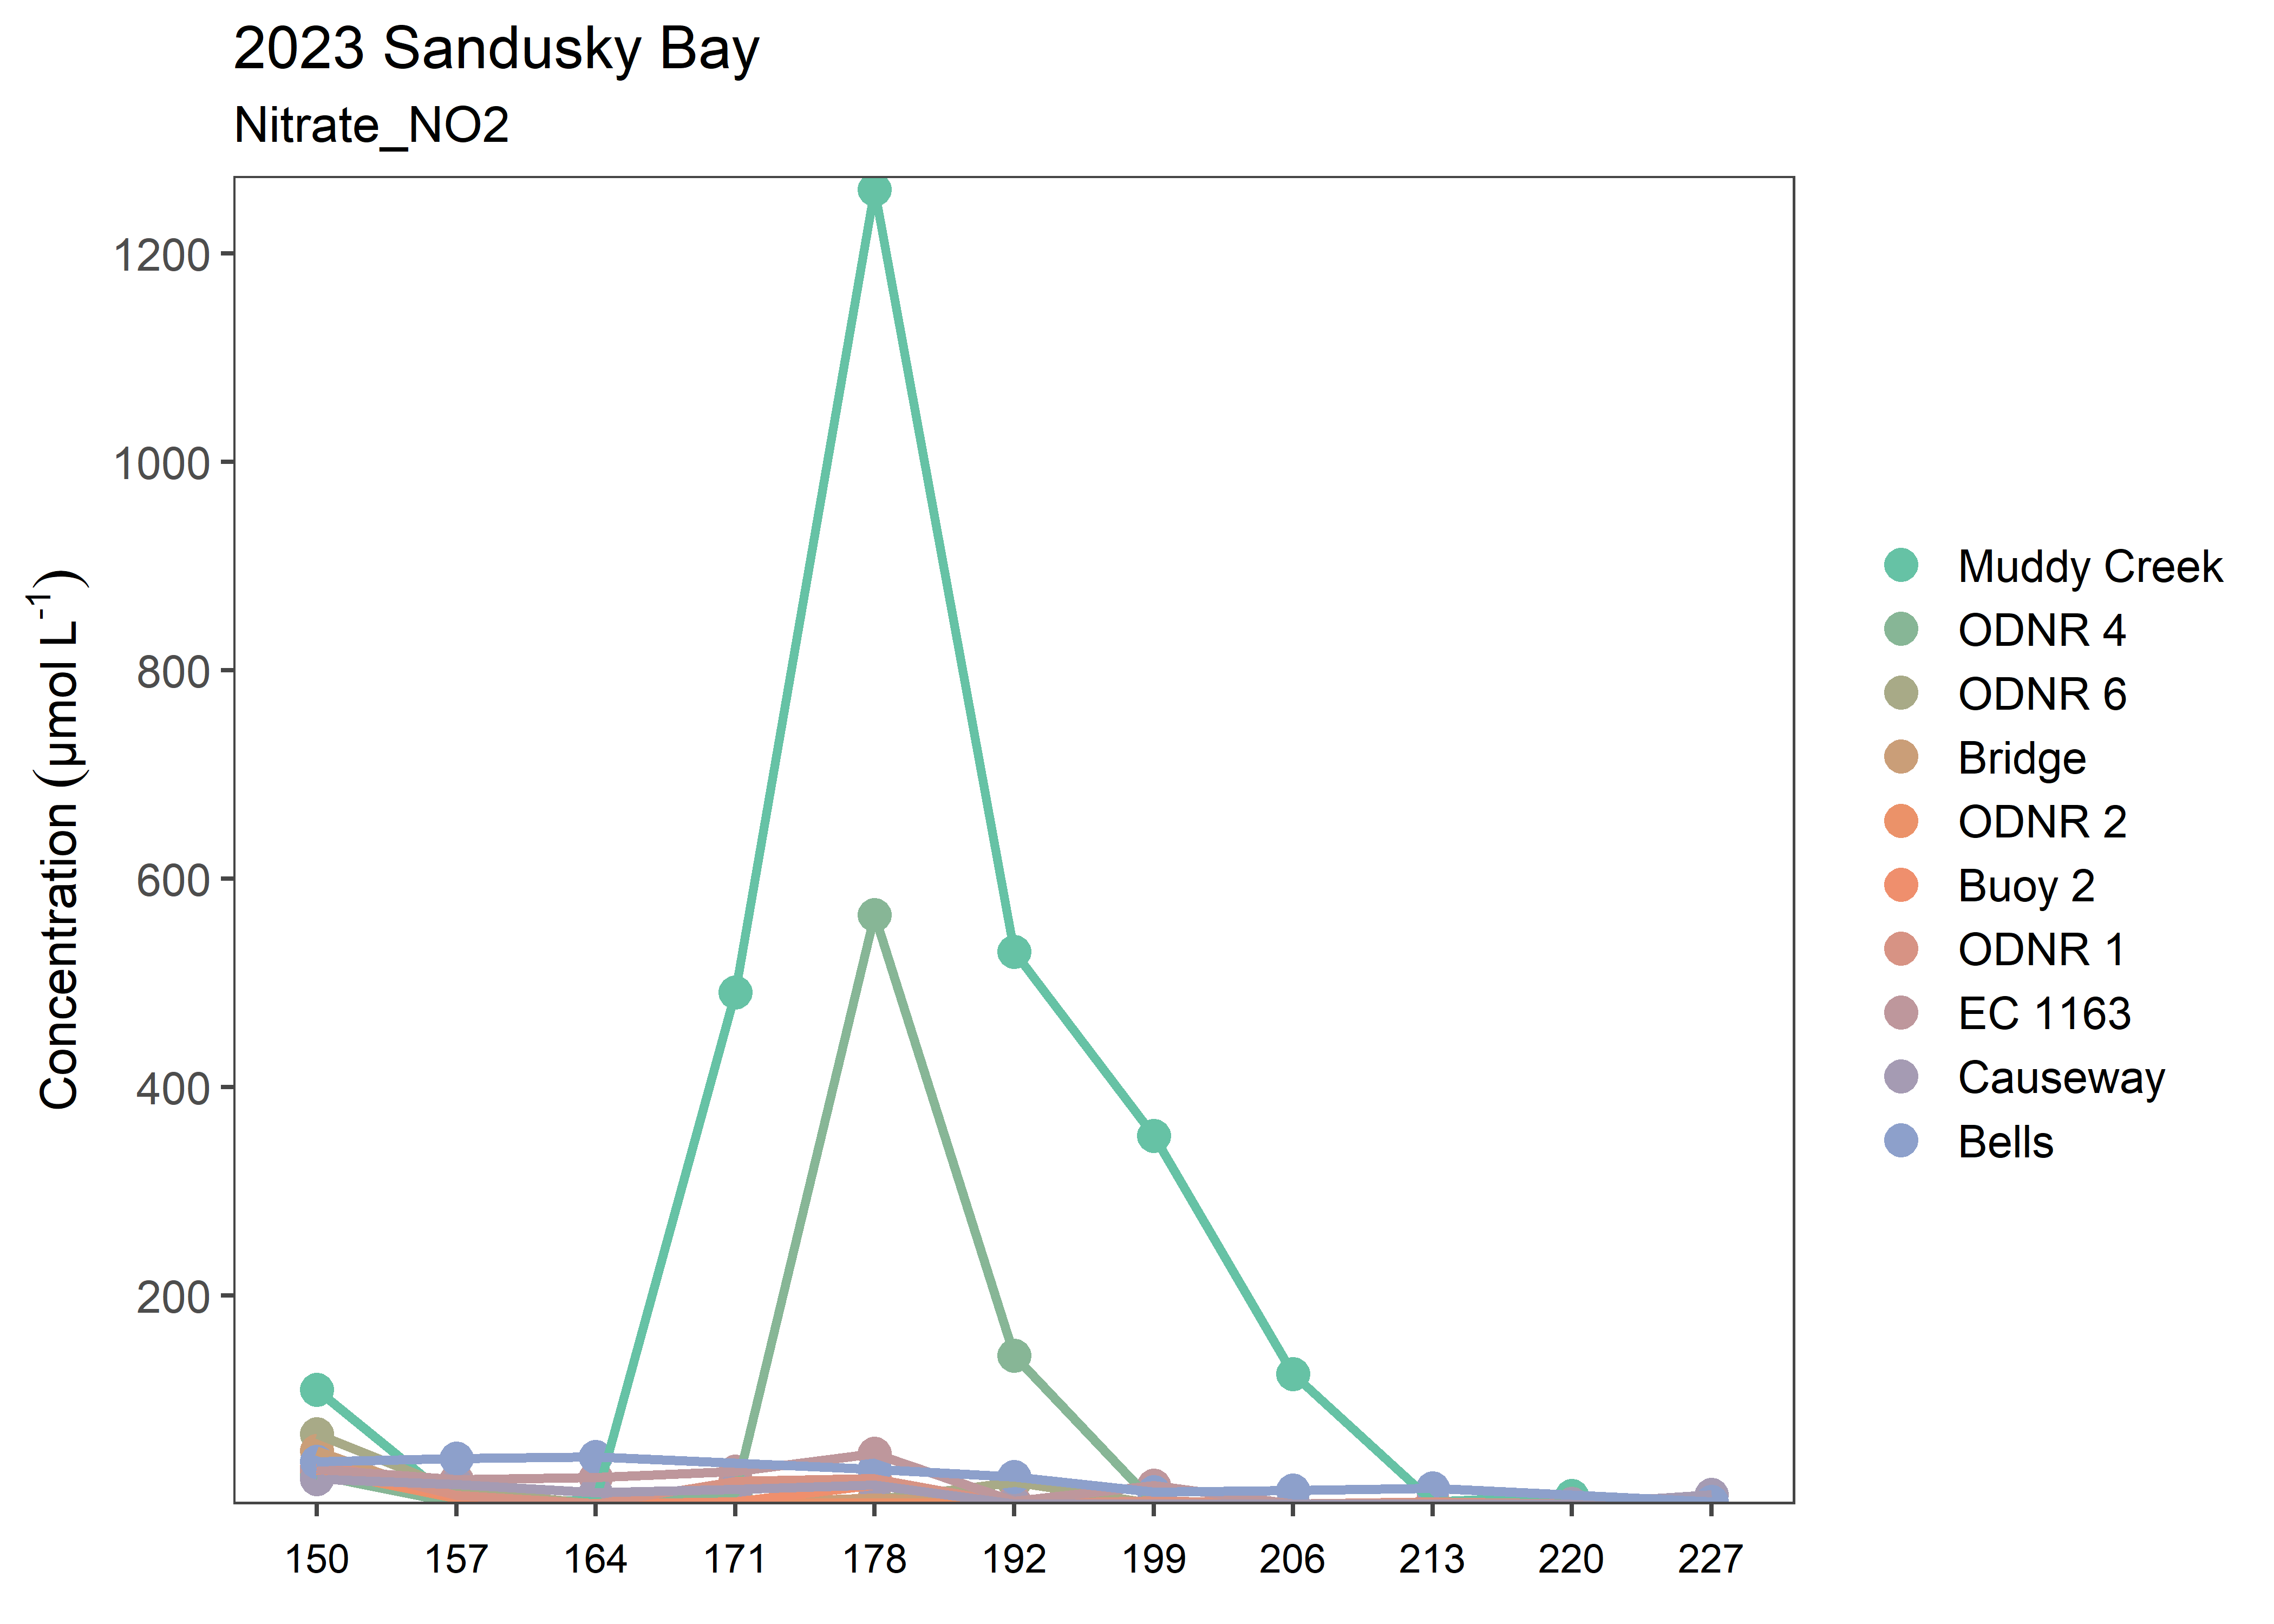 2023 Sandusky Bay
Nitrate_NO2
Concentration (µmol L⁻¹)
1200
1000
800
600
400
200
150 157 164 171 178 192 199 206 213 220 227
Muddy Creek
ODNR 4
ODNR 6
Bridge
ODNR 2
Buoy 2
ODNR 1
EC 1163
Causeway
Bells